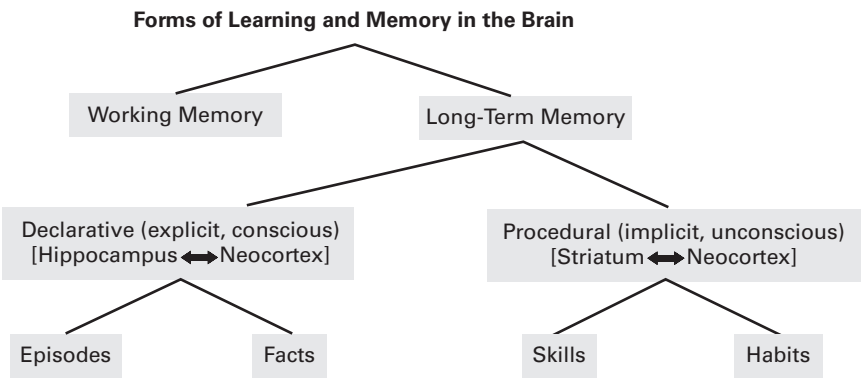 Forms of Learning and Memory in the Brain
Working Memory
Long-Term Memory
Declarative (explicit, conscious)
[Hippocampus ⬌ Neocortex]
Procedural (implicit, unconscious)
[Striatum ⬌ Neocortex]
Episodes
Facts
Skills
Habits